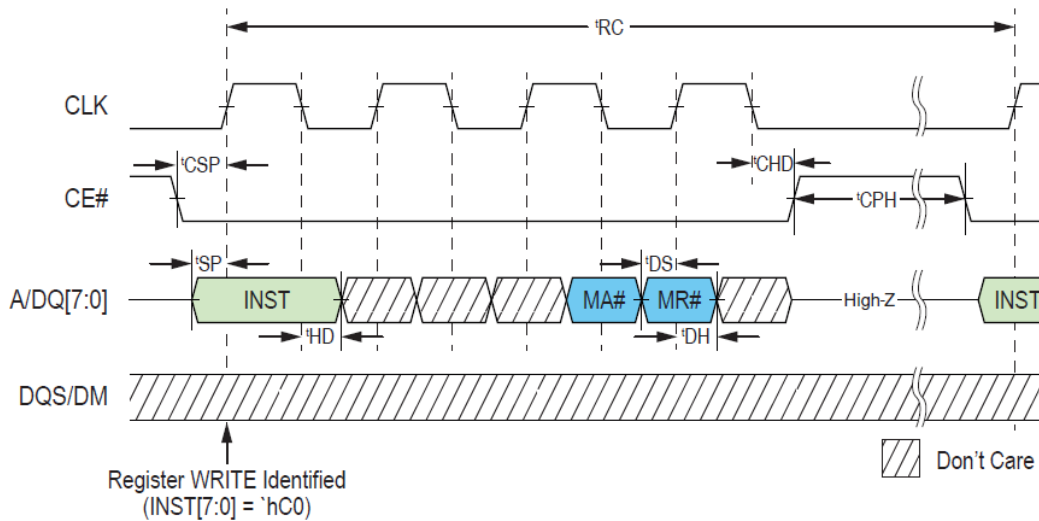 tRC
CLK
tCSP
tCHD
CE#
tCPH
tSP
tDS
A/DQ[7:0]
INST
MA#
MR#
High-Z
INST
tHD
tDH
DQS/DM
Register WRITE Identified
(INST[7:0] = `hC0)
Don't Care